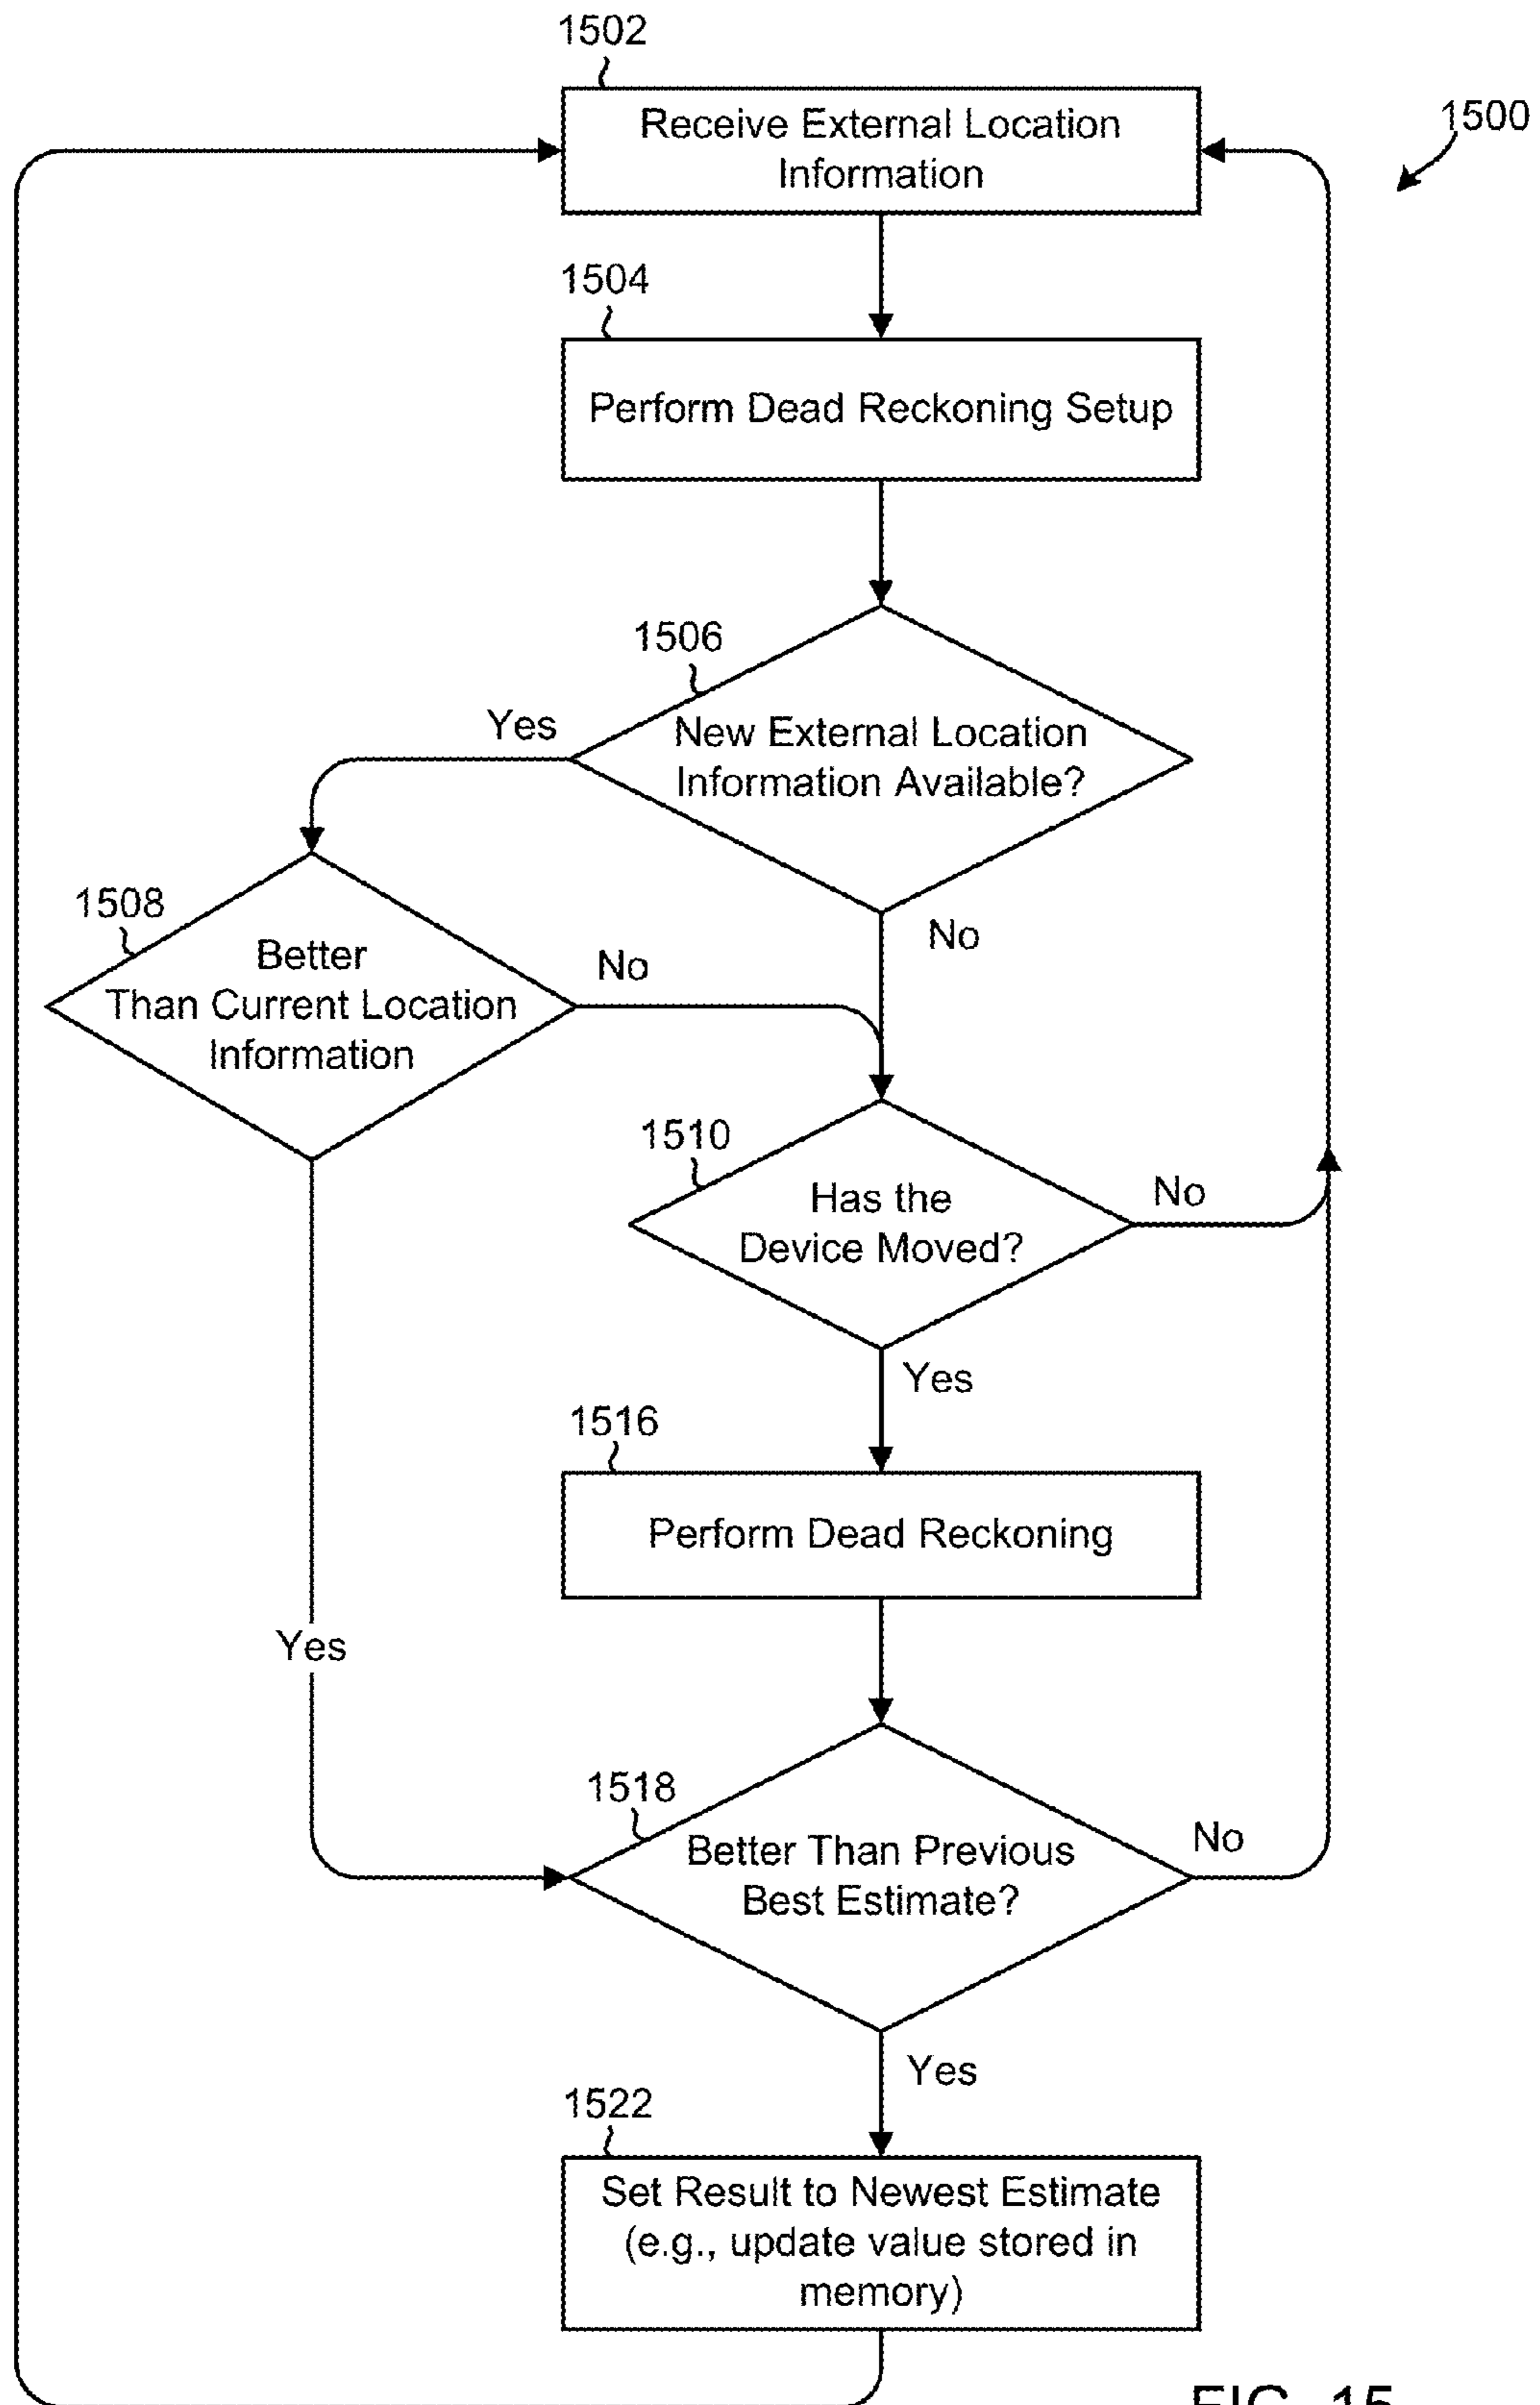 1502
Receive External Location
Information
1500
1504
Perform Dead Reckoning Setup
1506
Yes
New External Location
Information Available?
No
1508
Better
Than Current Location
Information
No
1510
Has the
Device Moved?
No
Yes
1516
Perform Dead Reckoning
Yes
1518
Better Than Previous
Best Estimate?
No
Yes
1522
Set Result to Newest Estimate
(e.g., update value stored in
memory)
FIG. 15